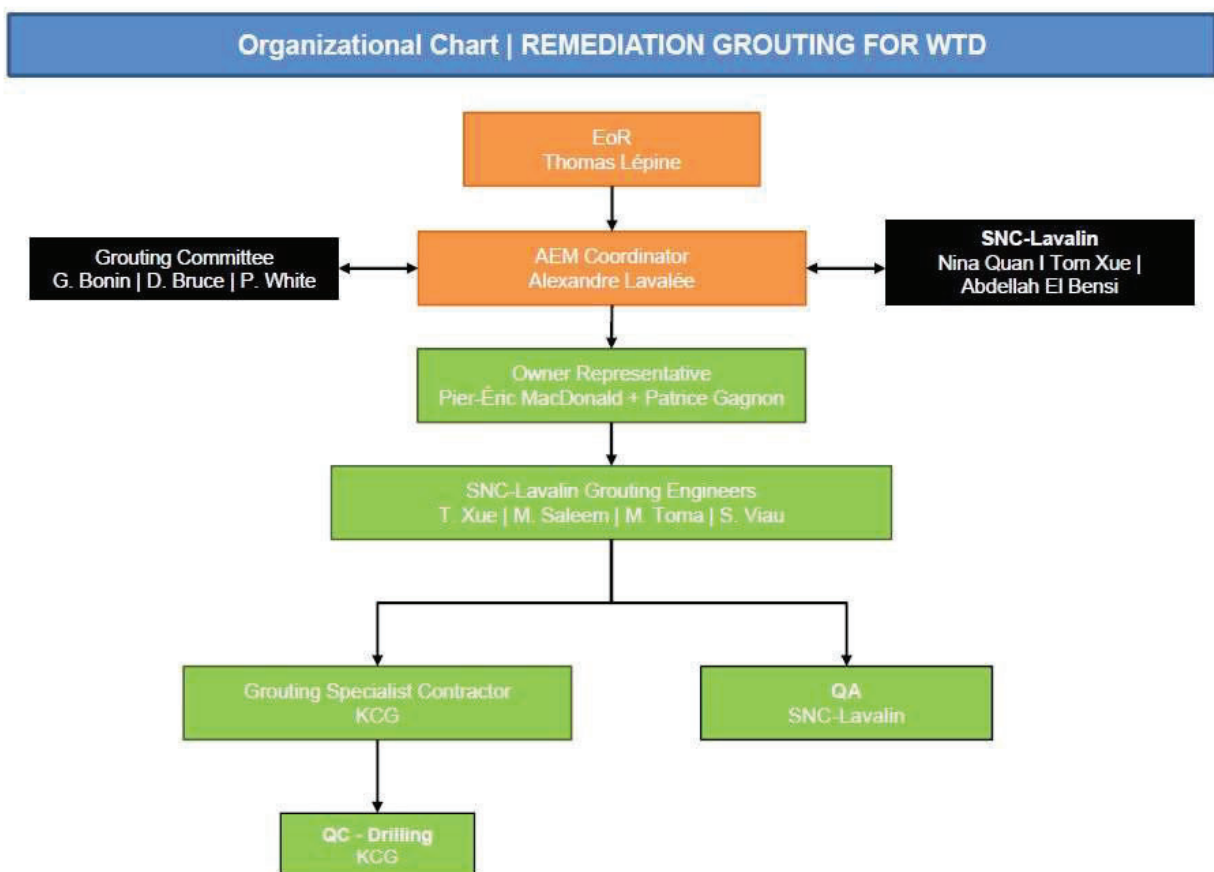 Organizational Chart | REMEDIATION GROUTING FOR WTD
EoR
Thomas Lépine
Grouting Committee
G. Bonin | D. Bruce | P. White
AEM Coordinator
Alexandre Lavalée
SNC-Lavalin
Nina Quan I Tom Xue |
Abdellah El Bensi
Owner Representative
Pier-Éric MacDonald + Patrice Gagnon
SNC-Lavalin Grouting Engineers
T. Xue | M. Saleem | M. Toma | S. Viau
Grouting Specialist Contractor
KCG
QA
SNC-Lavalin
QC - Drilling
KCG